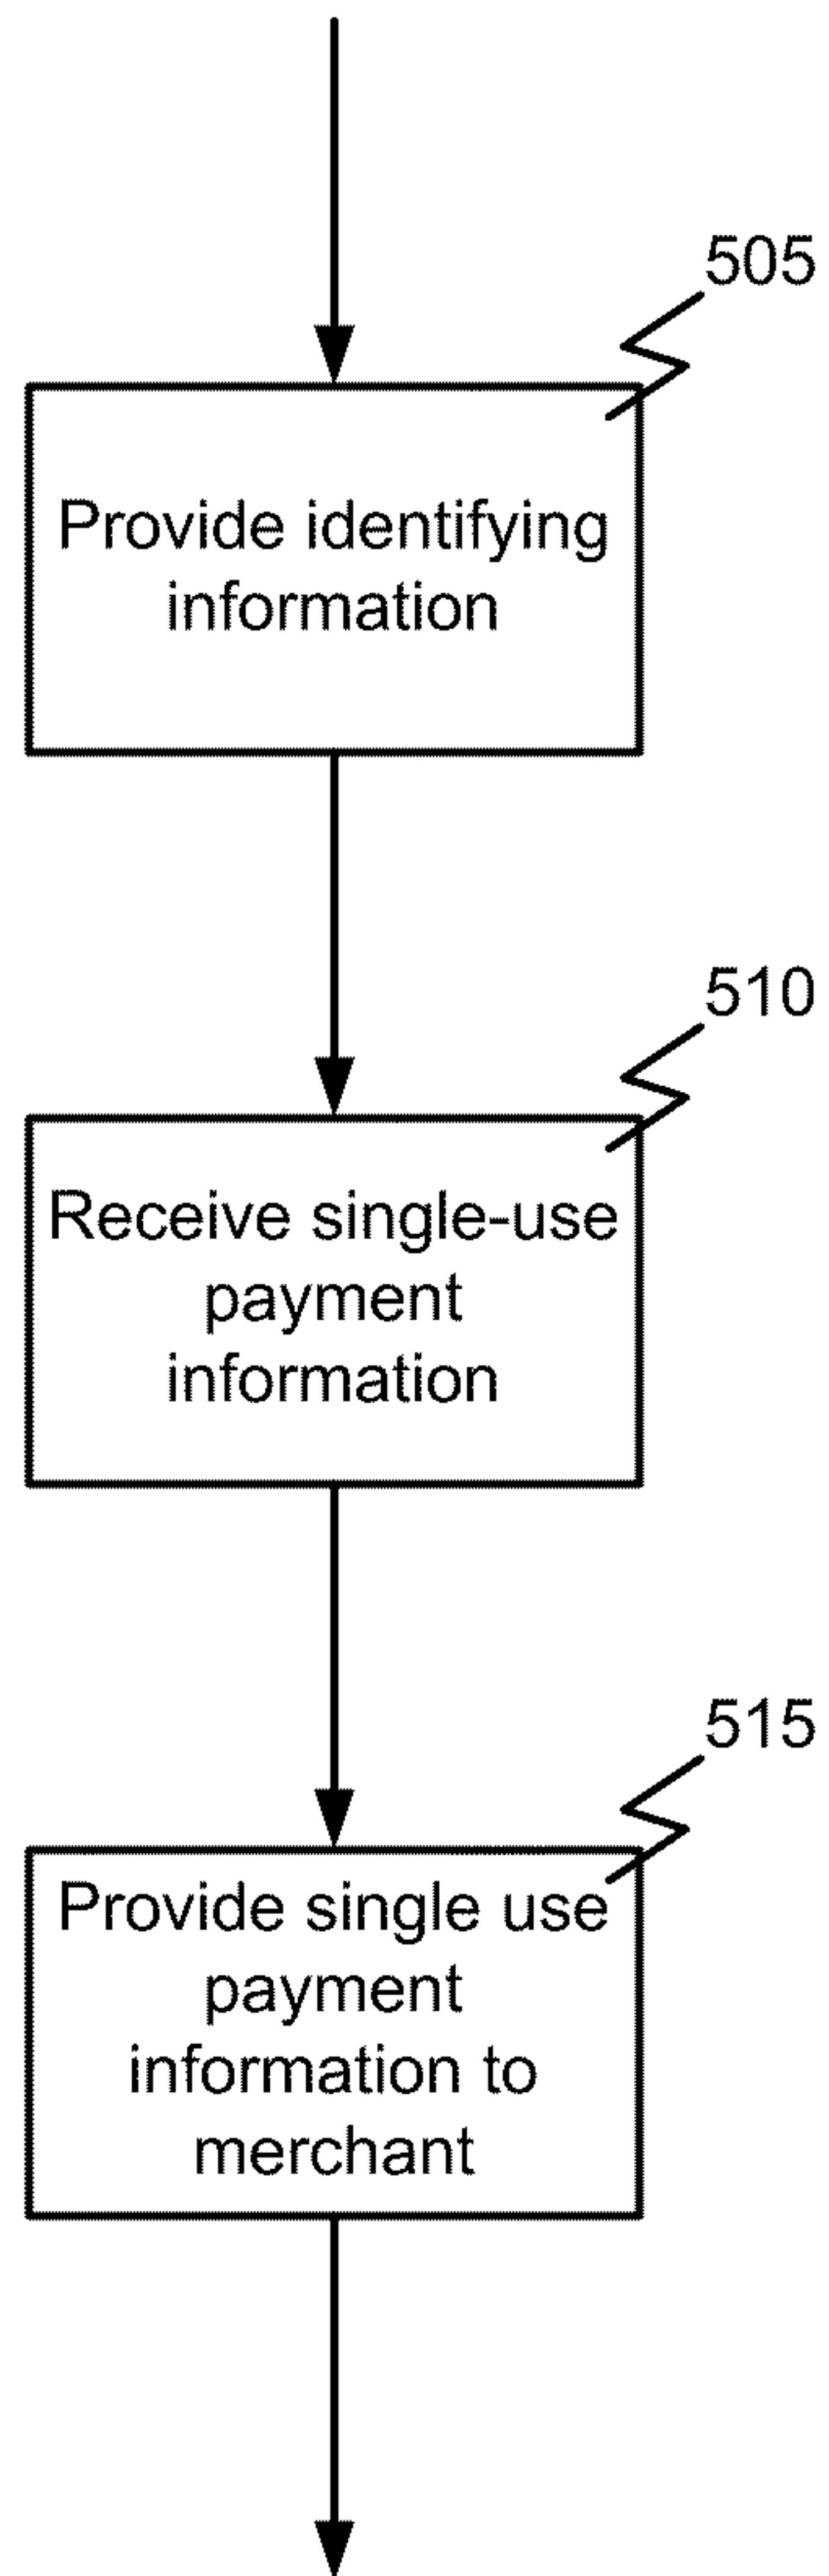 505
Provide identifying
information
510
Receive single-use
payment
information
515
Provide single use
payment
information to
merchant